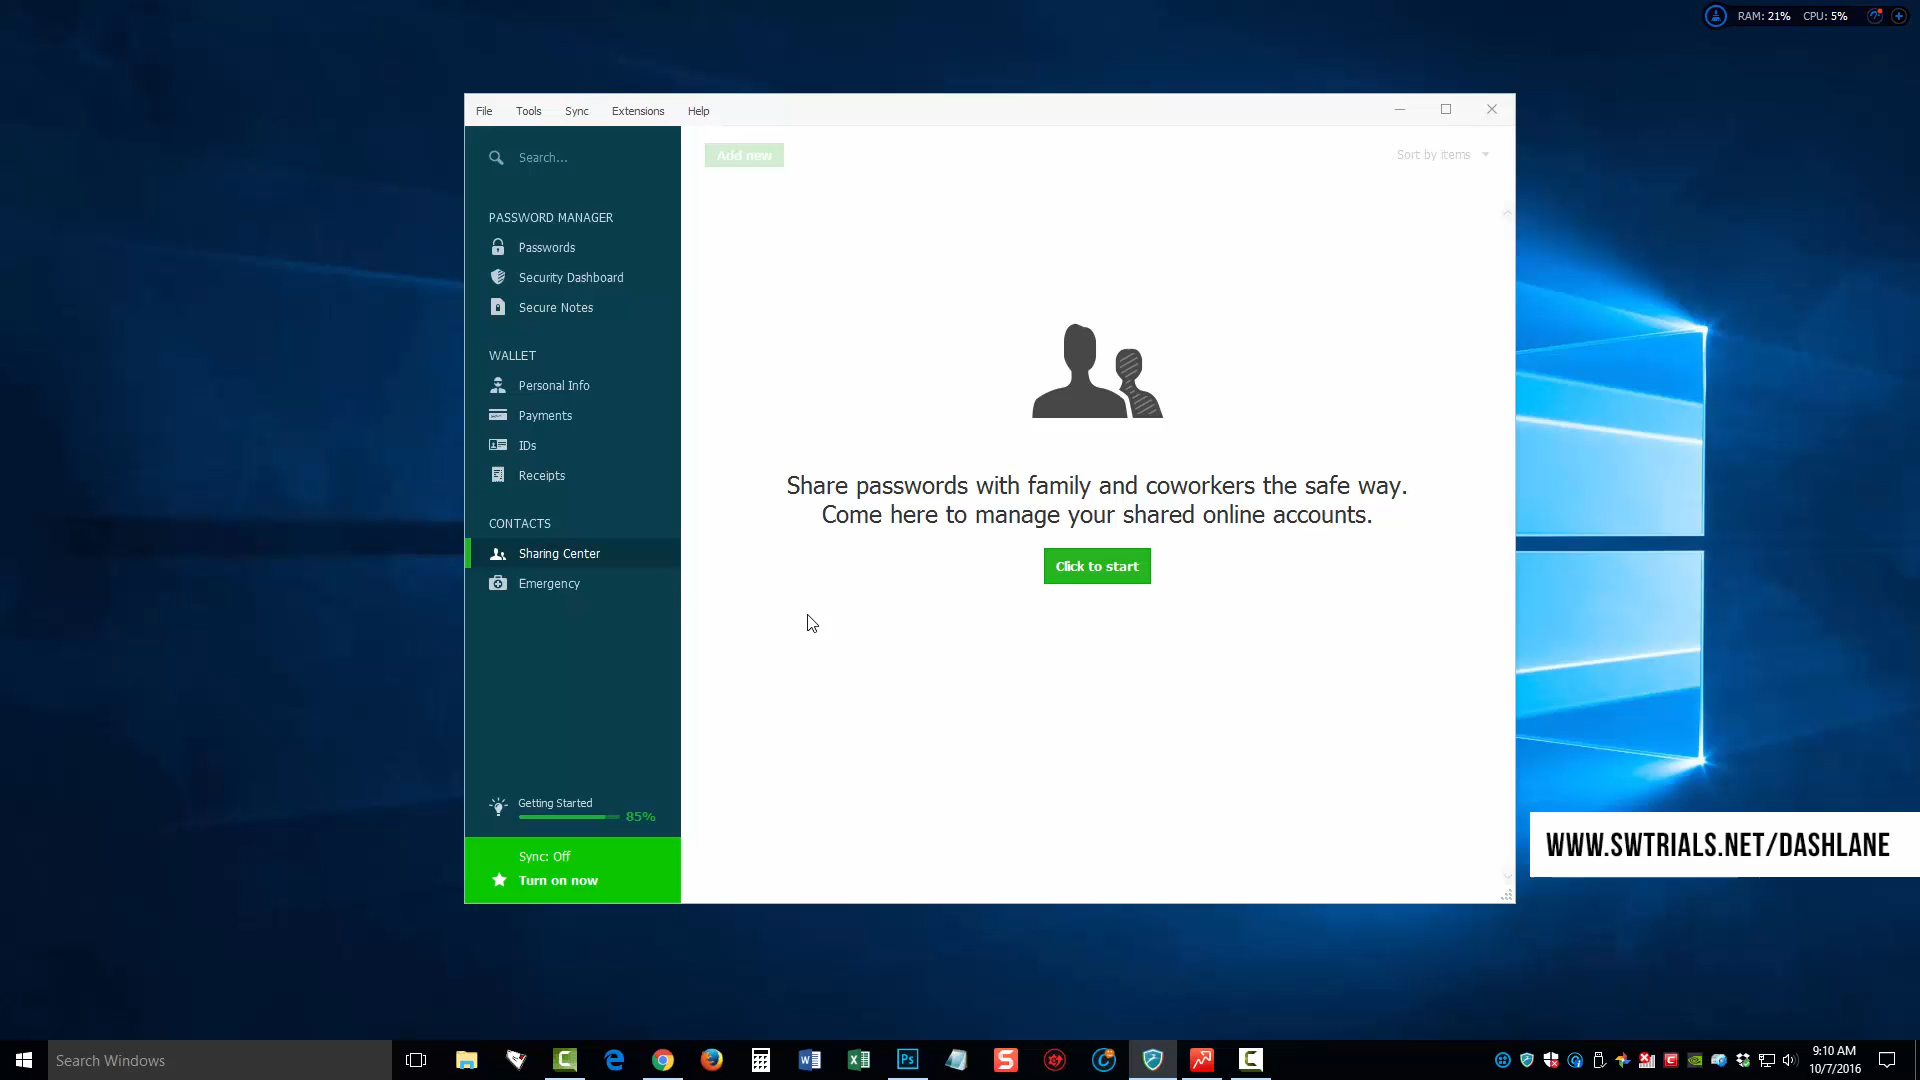 RAM: 21% CPU: 5%
File Tools Sync Extensions Help
Search...
Add new
Sort by items
PASSWORD MANAGER
Passwords
Security Dashboard
Secure Notes
WALLET
Personal Info
Payments
IDs
Receipts
CONTACTS
Sharing Center
Emergency
Share passwords with family and coworkers the safe way.
Come here to manage your shared online accounts.
Click to start
Getting Started
85%
Sync: Off
Turn on now
WWW.SWTRIALS.NET/DASHLANE
Search Windows
9:10 AM
10/7/2016